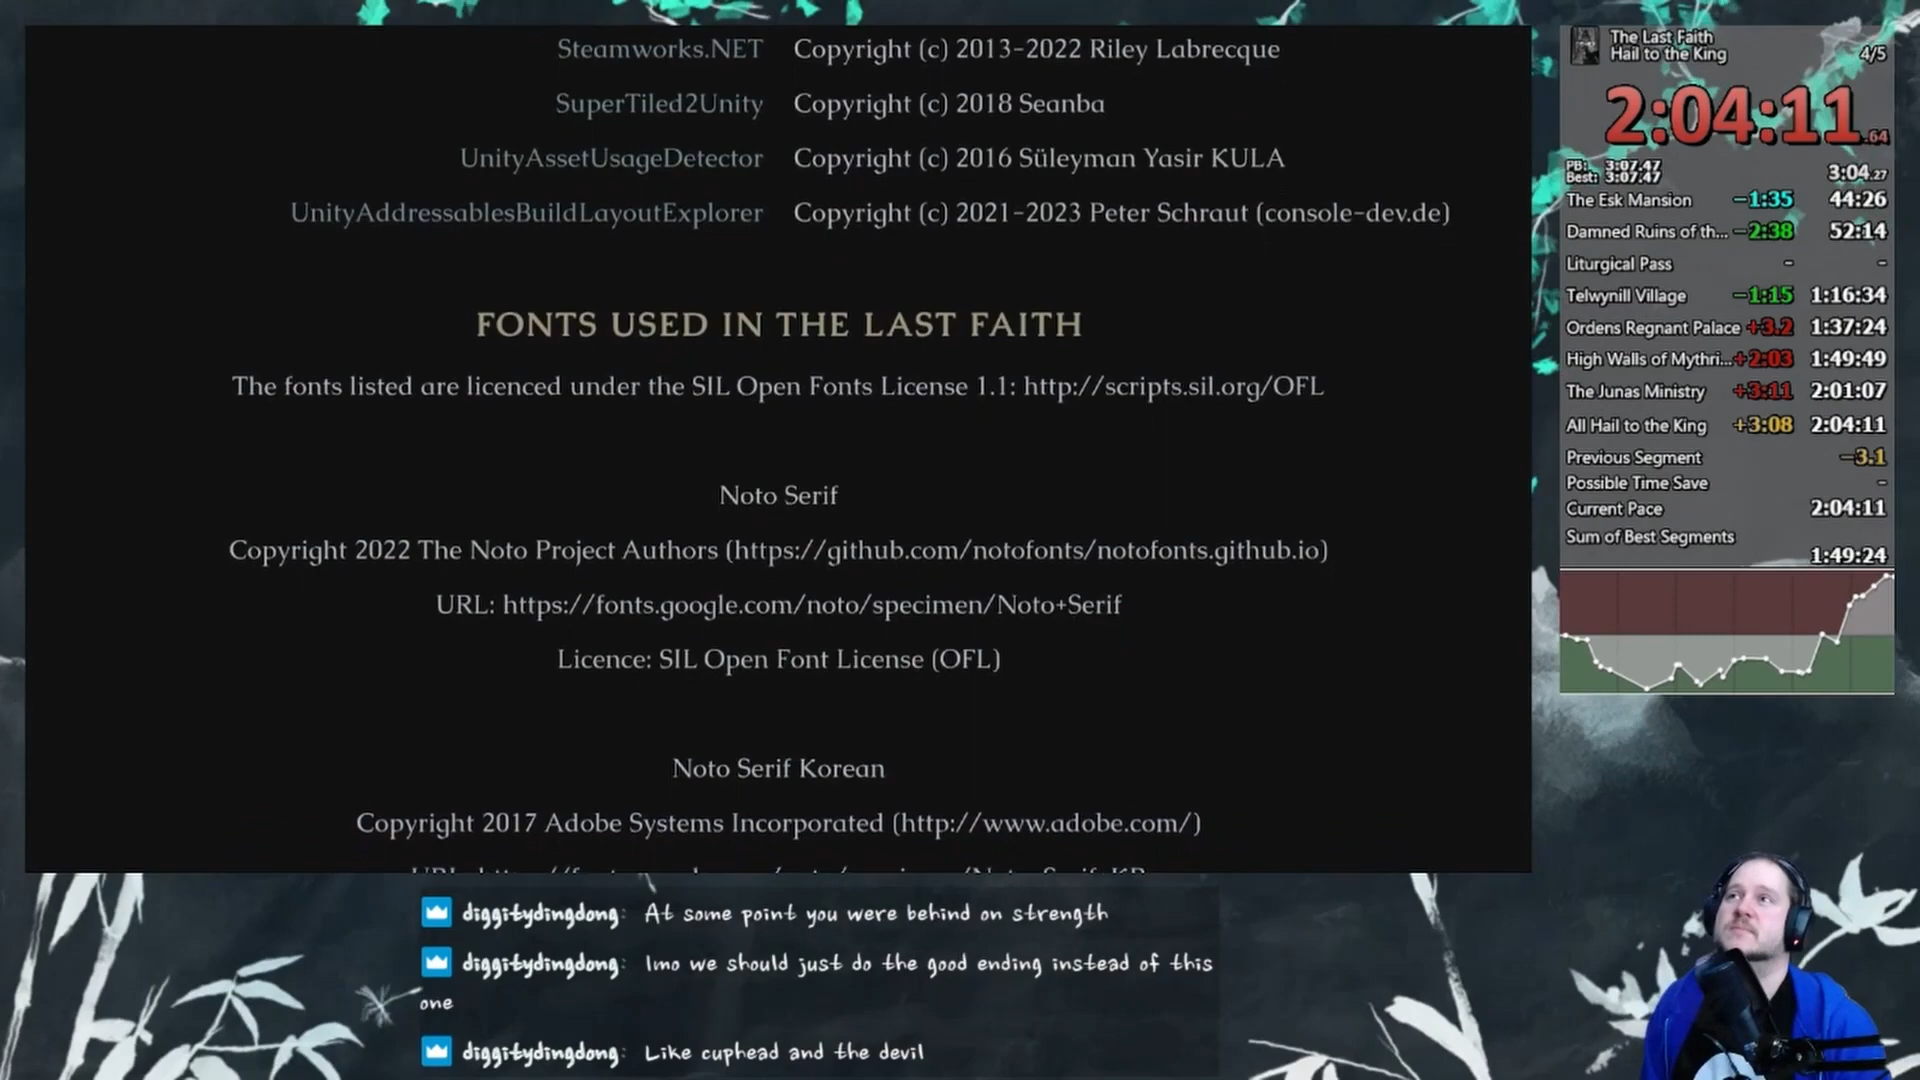 Steamworks.NET Copyright (c) 2013-2022 Riley Labrecque
SuperTiled2Unity Copyright (c) 2018 Seanba
UnityAssetUsageDetector Copyright (c) 2016 Süleyman Yasir KULA
UnityAddressablesBuildLayoutExplorer Copyright (c) 2021-2023 Peter Schraut (console-dev.de)
FONTS USED IN THE LAST FAITH
The fonts listed are licenced under the SIL Open Fonts License 1.1: http://scripts.sil.org/OFL
Noto Serif
Copyright 2022 The Noto Project Authors (https://github.com/notofonts/notofonts.github.io)
URL: https://fonts.google.com/noto/specimen/Noto+Serif
Licence: SIL Open Font License (OFL)
Noto Serif Korean
Copyright 2017 Adobe Systems Incorporated (http://www.adobe.com/)
The Last Faith
Hail to the King 4/5
2:04:11.64
PB: 3:07.47
Best: 3:07.47 3:04.27
The Esk Mansion -1:35 44:26
Damned Ruins of th... -2:38 52:14
Liturgical Pass - -
Telwynill Village -1:15 1:16:34
Ordens Regnant Palace +3.2 1:37:24
High Walls of Mythri... +2:03 1:49:49
The Junas Ministry +3:11 2:01:07
All Hail to the King +3:08 2:04:11
Previous Segment -3.1
Possible Time Save -
Current Pace 2:04:11
Sum of Best Segments
1:49:24
diggitydingdong: At some point you were behind on strength
diggitydingdong: Imo we should just do the good ending instead of this
one
diggitydingdong: Like cuphead and the devil